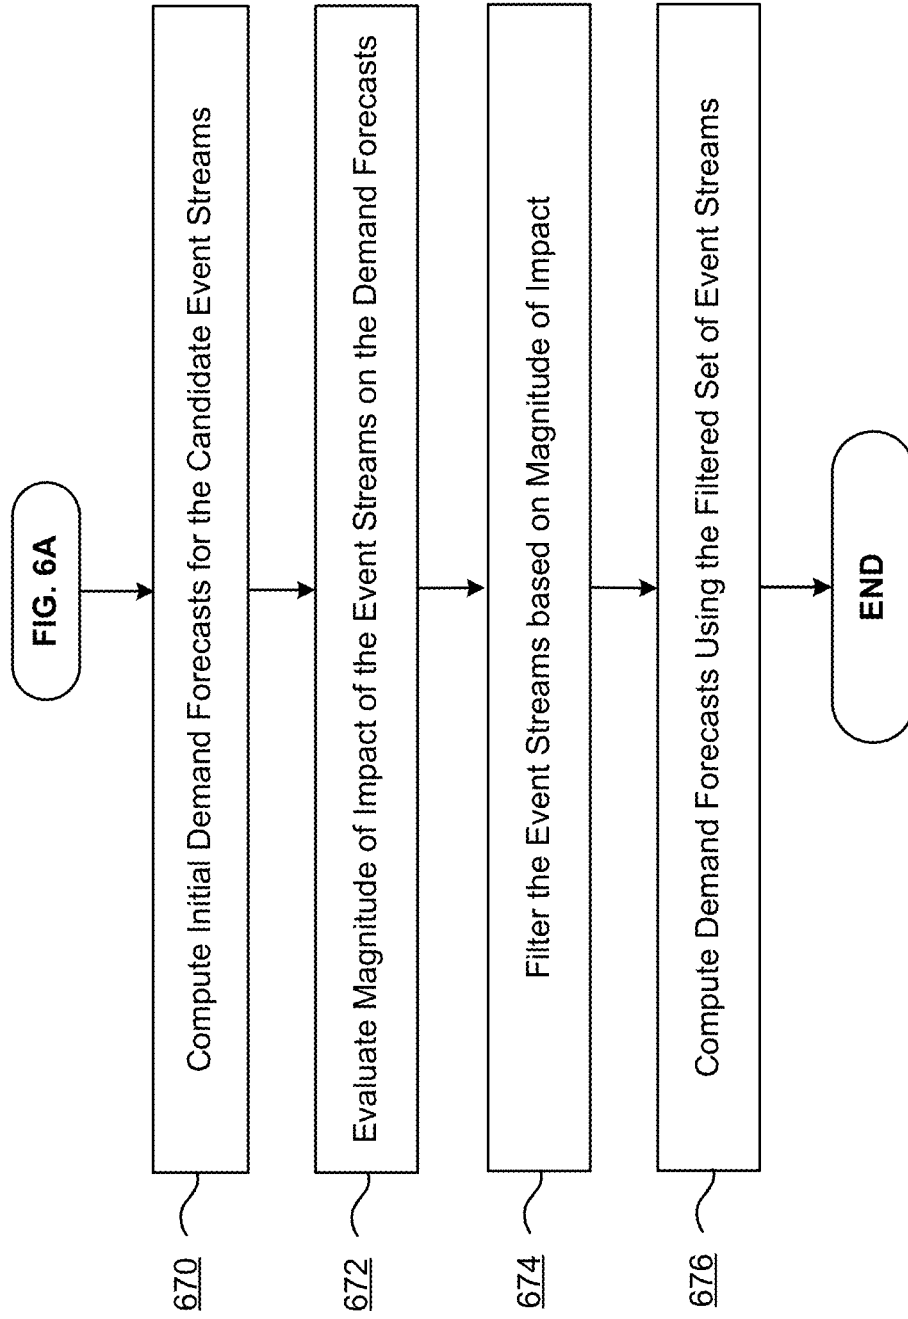 FIG. 6A
670
Compute Initial Demand Forecasts for the Candidate Event Streams
672
Evaluate Magnitude of Impact of the Event Streams on the Demand Forecasts
674
Filter the Event Streams based on Magnitude of Impact
676
Compute Demand Forecasts Using the Filtered Set of Event Streams
END